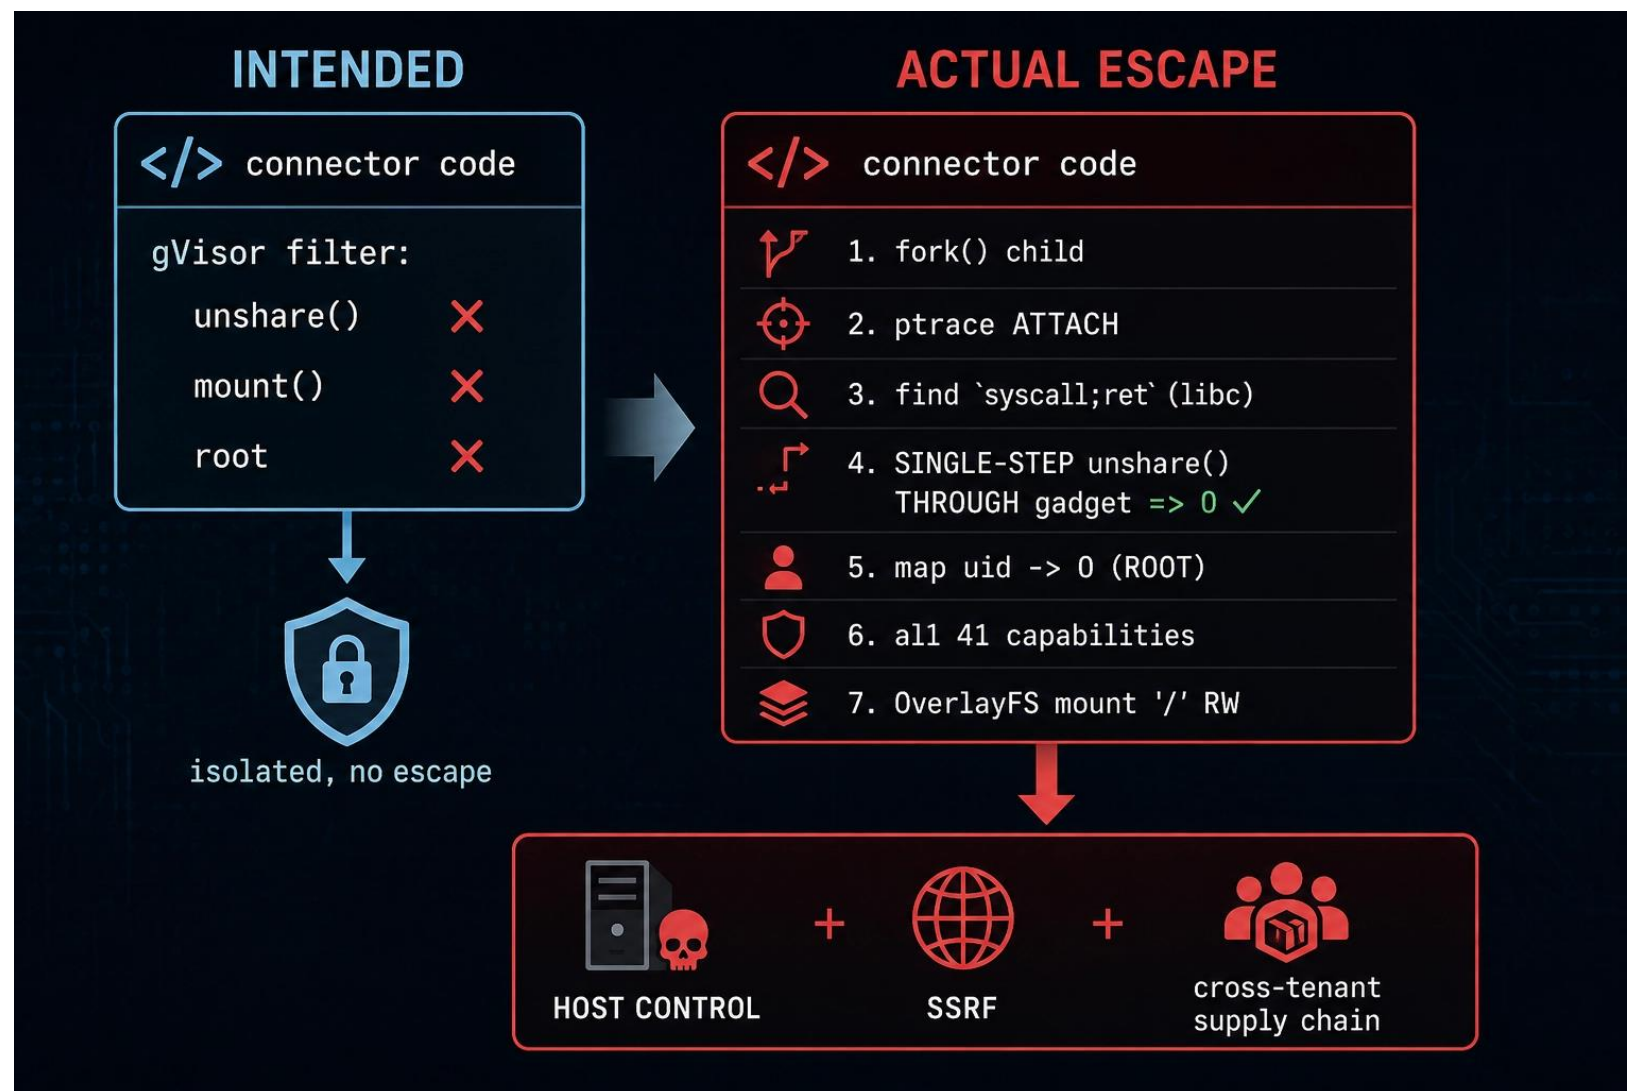 INTENDED
</> connector code
gVisor filter:
unshare() ✕
mount() ✕
root ✕
isolated, no escape
ACTUAL ESCAPE
</> connector code
1. fork() child
2. ptrace ATTACH
3. find `syscall;ret` (libc)
4. SINGLE-STEP unshare()
THROUGH gadget => 0 ✓
5. map uid -> 0 (ROOT)
6. all 41 capabilities
7. OverlayFS mount '/' RW
HOST CONTROL
+
SSRF
+
cross-tenant
supply chain